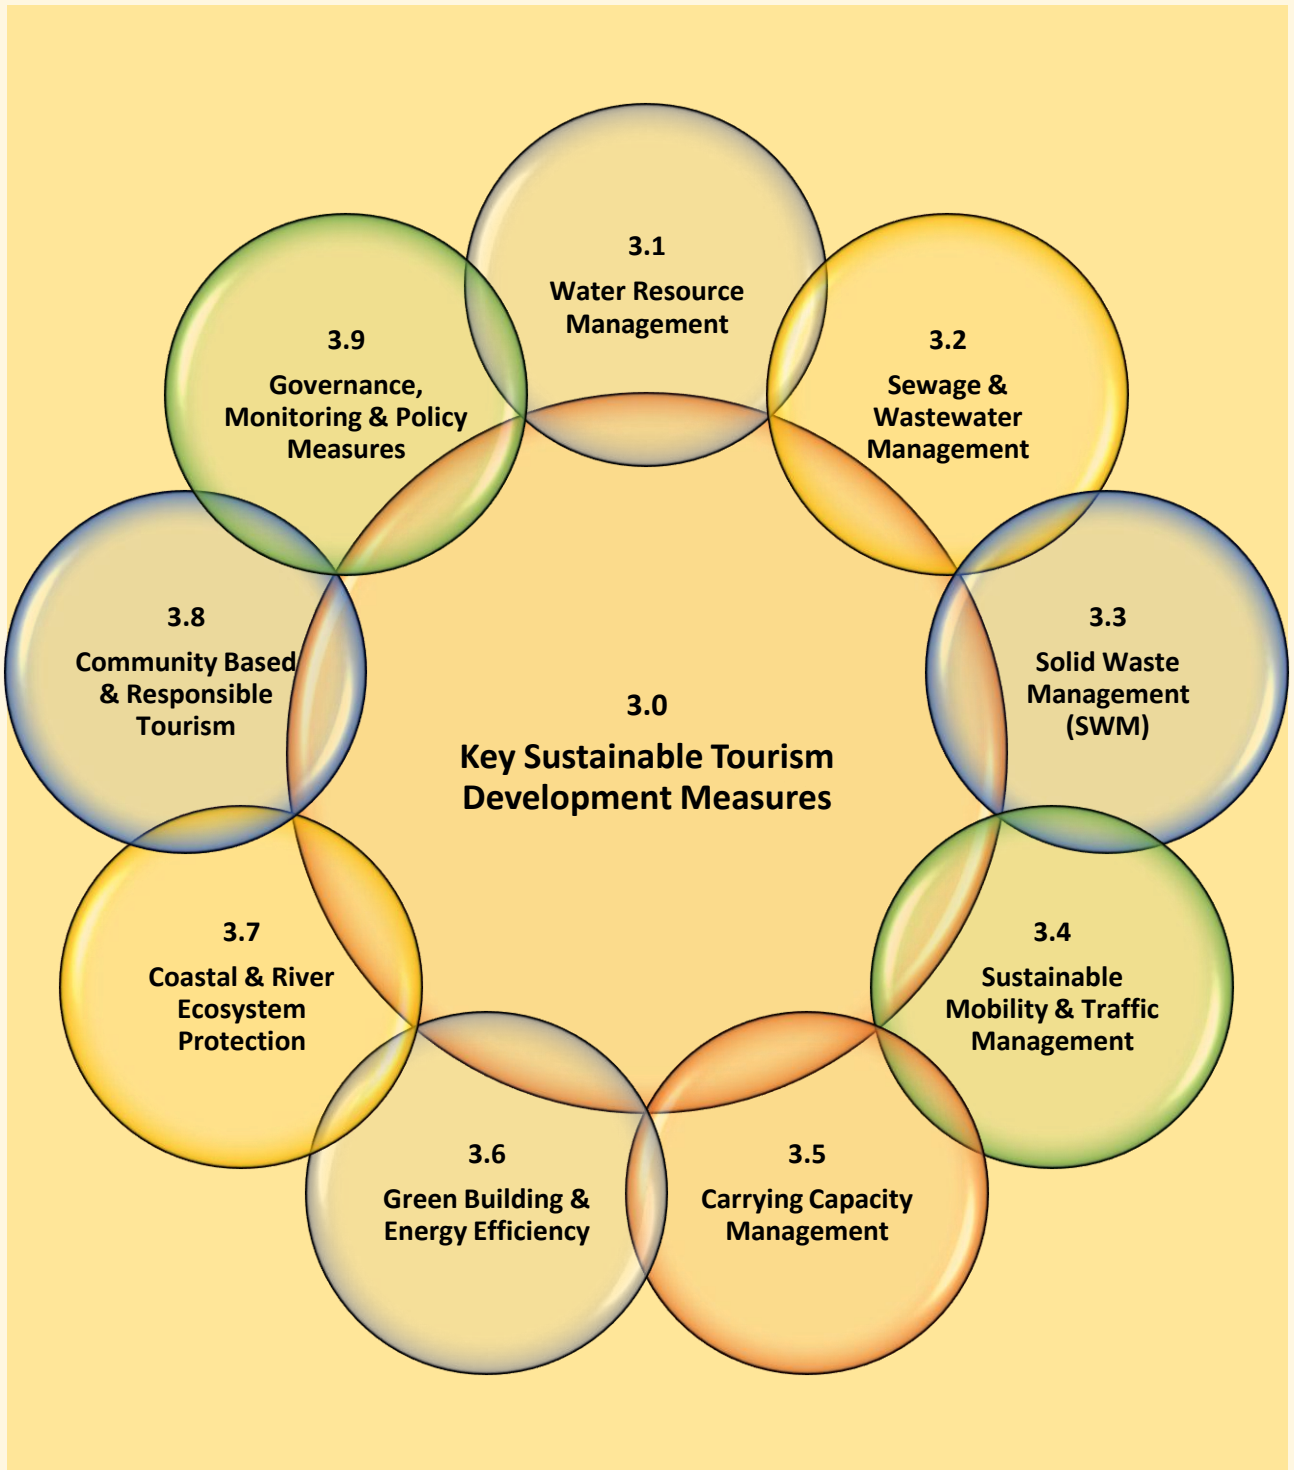 3.1
Water Resource
Management
3.2
Sewage &
Wastewater
Management
3.3
Solid Waste
Management
(SWM)
3.4
Sustainable
Mobility & Traffic
Management
3.5
Carrying Capacity
Management
3.6
Green Building &
Energy Efficiency
3.7
Coastal & River
Ecosystem
Protection
3.8
Community Based
& Responsible
Tourism
3.9
Governance,
Monitoring & Policy
Measures
3.0
Key Sustainable Tourism
Development Measures